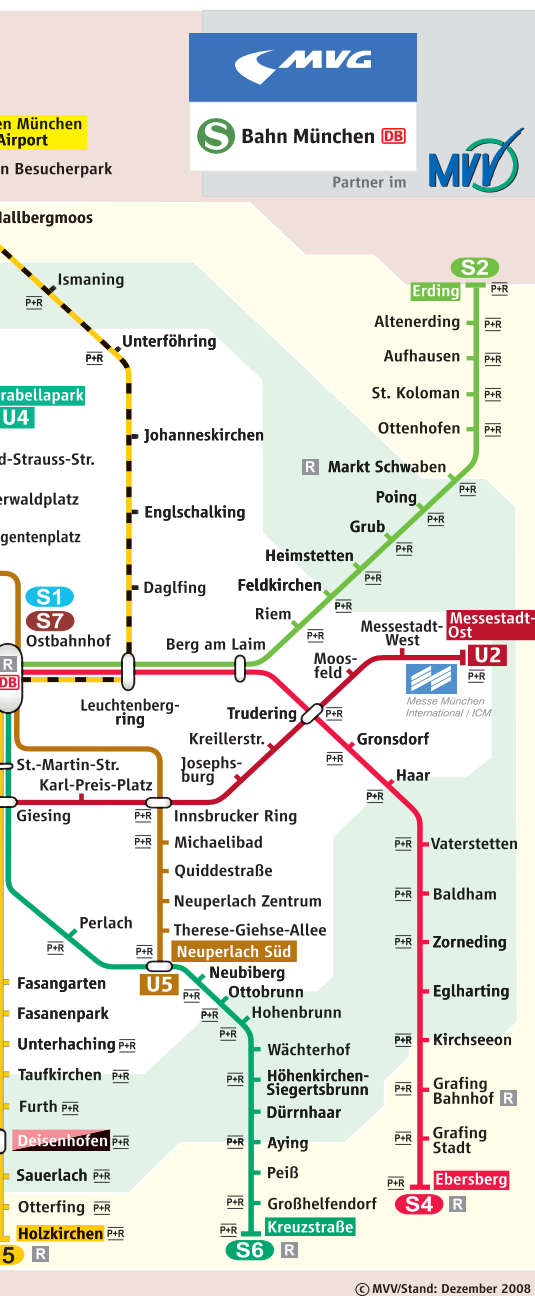 MVG
S Bahn München DB
Partner im
MVV
en München
Airport
n Besucherpark
Hallbergmoos
Ismaning
P+R
Unterföhring
P+R
S2
Erding P+R
Altenerding P+R
Aufhausen P+R
St. Koloman P+R
Ottenhofen P+R
R Markt Schwaben
P+R
Poing
P+R
Grub
P+R
Heimstetten
P+R
Feldkirchen
P+R
Riem
P+R
rabellapark
U4
d-Strauss-Str.
erwaldplatz
gentenplatz
Johanneskirchen
Englschalking
Daglfing
S1
S7
Ostbahnhof
R
DB
Leuchtenberg-
ring
Berg am Laim
Messestadt-
West
Messestadt-
Ost
U2
P+R
Messe München
International / ICM
Moos-
feld
Trudering P+R
Kreillerstr.
Josephs-
burg
Gronsdorf
P+R
Haar
P+R
St.-Martin-Str.
Karl-Preis-Platz
Giesing
P+R Innsbrucker Ring
P+R Michaelibad
Quiddestraße
Neuperlach Zentrum
Therese-Giehse-Allee
P+R Neuperlach Süd
U5
P+R Vaterstetten
P+R Baldham
P+R Zorneding
Eglharting
P+R Kirchseeon
P+R Grafing
Bahnhof R
P+R Grafing
Stadt
P+R Ebersberg
S4 R
Perlach
P+R
Neubiberg
P+R
Ottobrunn
P+R
Hohenbrunn
P+R
Wächterhof
P+R Höhenkirchen-
Siegertsbrunn
Dürrnhaar
P+R Aying
Peiß
P+R Großhelfendorf
P+R Kreuzstraße
S6 R
Fasangarten
Fasanenpark
Unterhaching P+R
Taufkirchen P+R
Furth P+R
Deisenhofen P+R
Sauerlach P+R
Otterfing P+R
Holzkirchen P+R
5 R
© MVV/Stand: Dezember 2008